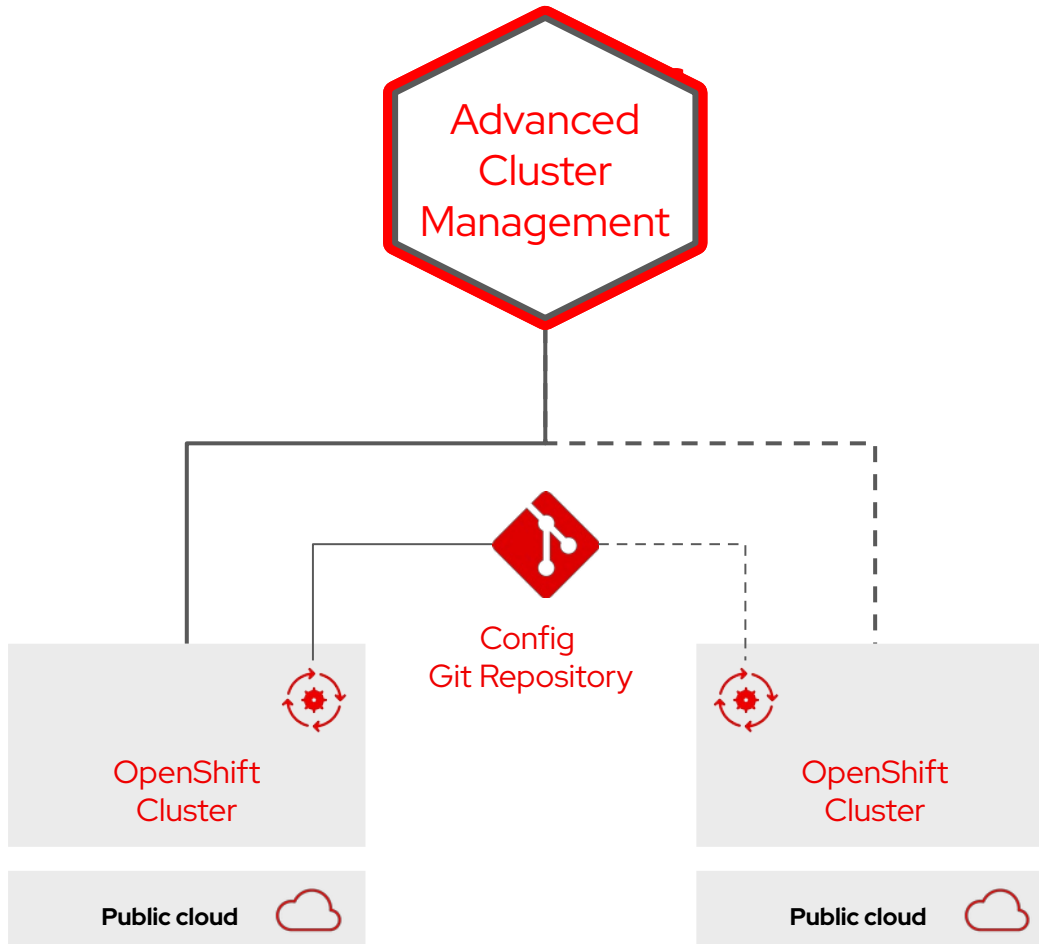 Advanced
Cluster
Management
Config
Git Repository
OpenShift
Cluster
OpenShift
Cluster
Public cloud
Public cloud